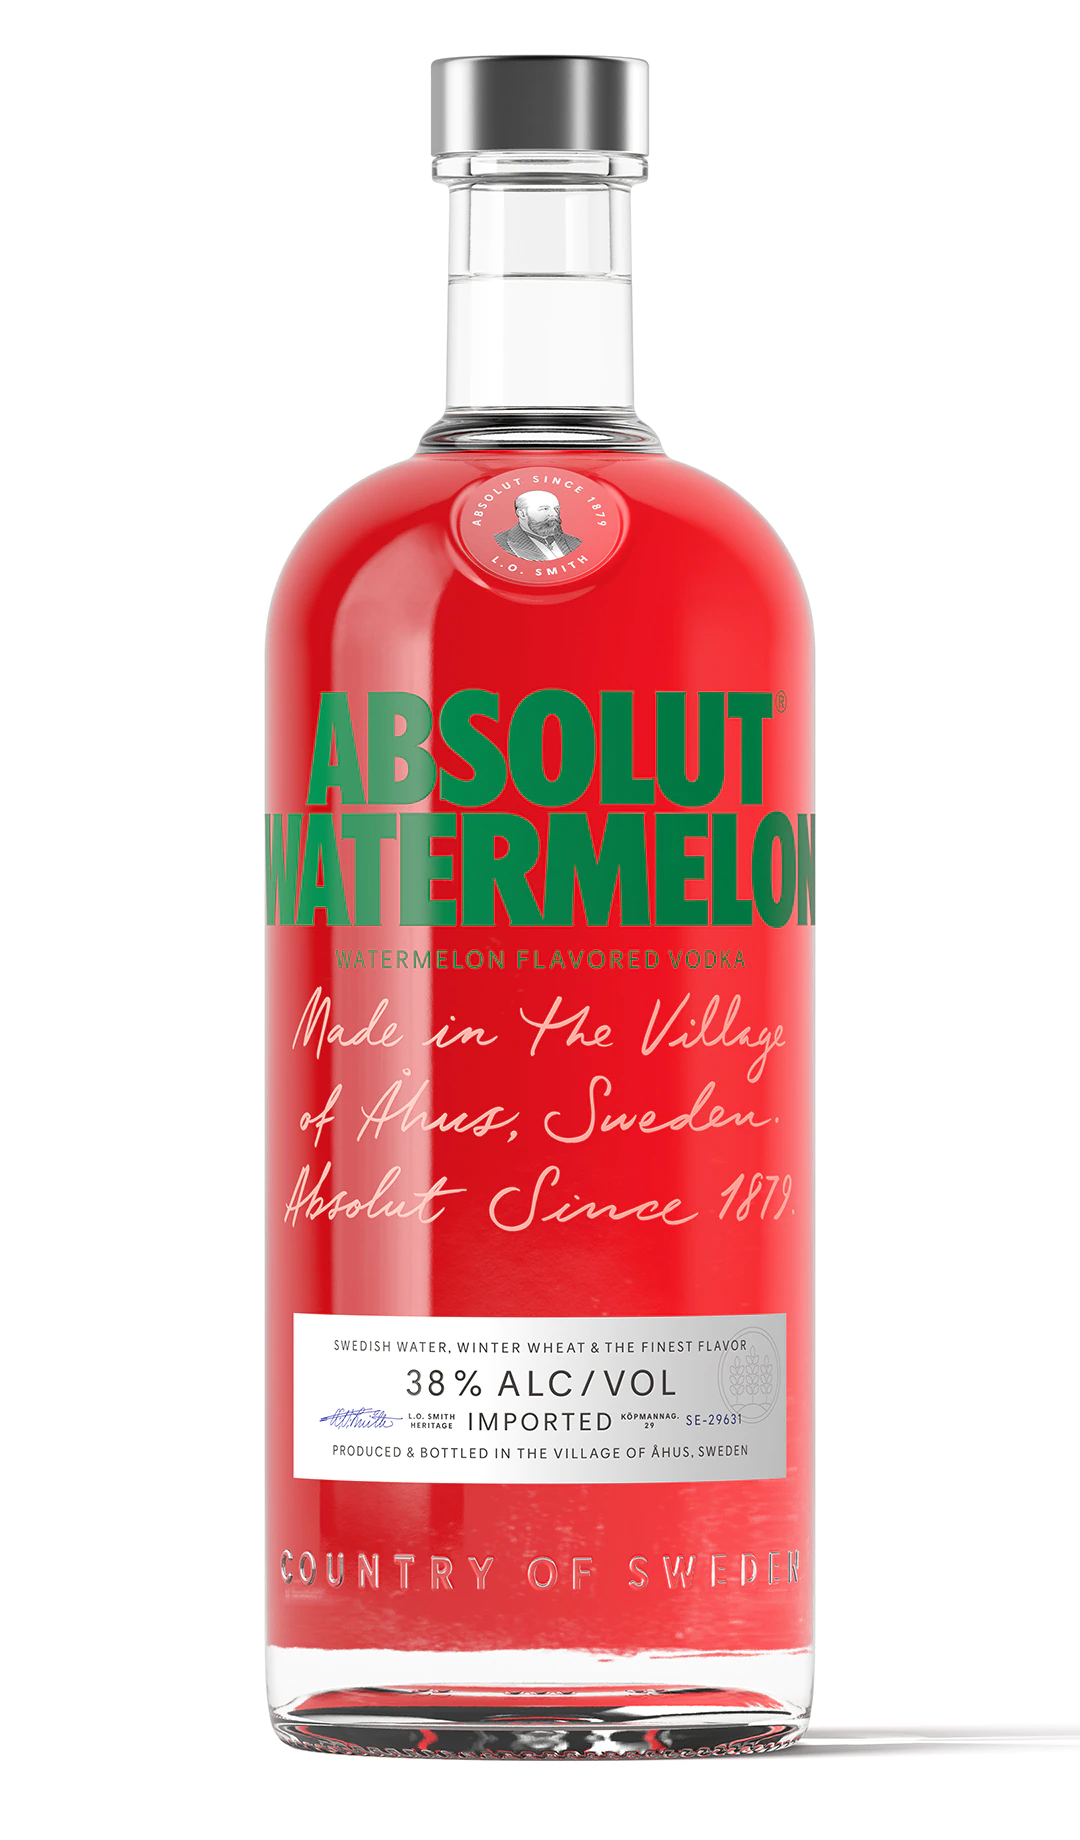 ABSOLUT SINCE 1879
L.O. SMITH
ABSOLUT®
WATERMELON
WATERMELON FLAVORED VODKA
Made in the Village
of Åhus, Sweden.
Absolut Since 1879.
SWEDISH WATER, WINTER WHEAT & THE FINEST FLAVOR
38% ALC/VOL
L.O. SMITH HERITAGE IMPORTED KÖPMANNAG. 29 SE-29631
PRODUCED & BOTTLED IN THE VILLAGE OF ÅHUS, SWEDEN
COUNTRY OF SWEDEN